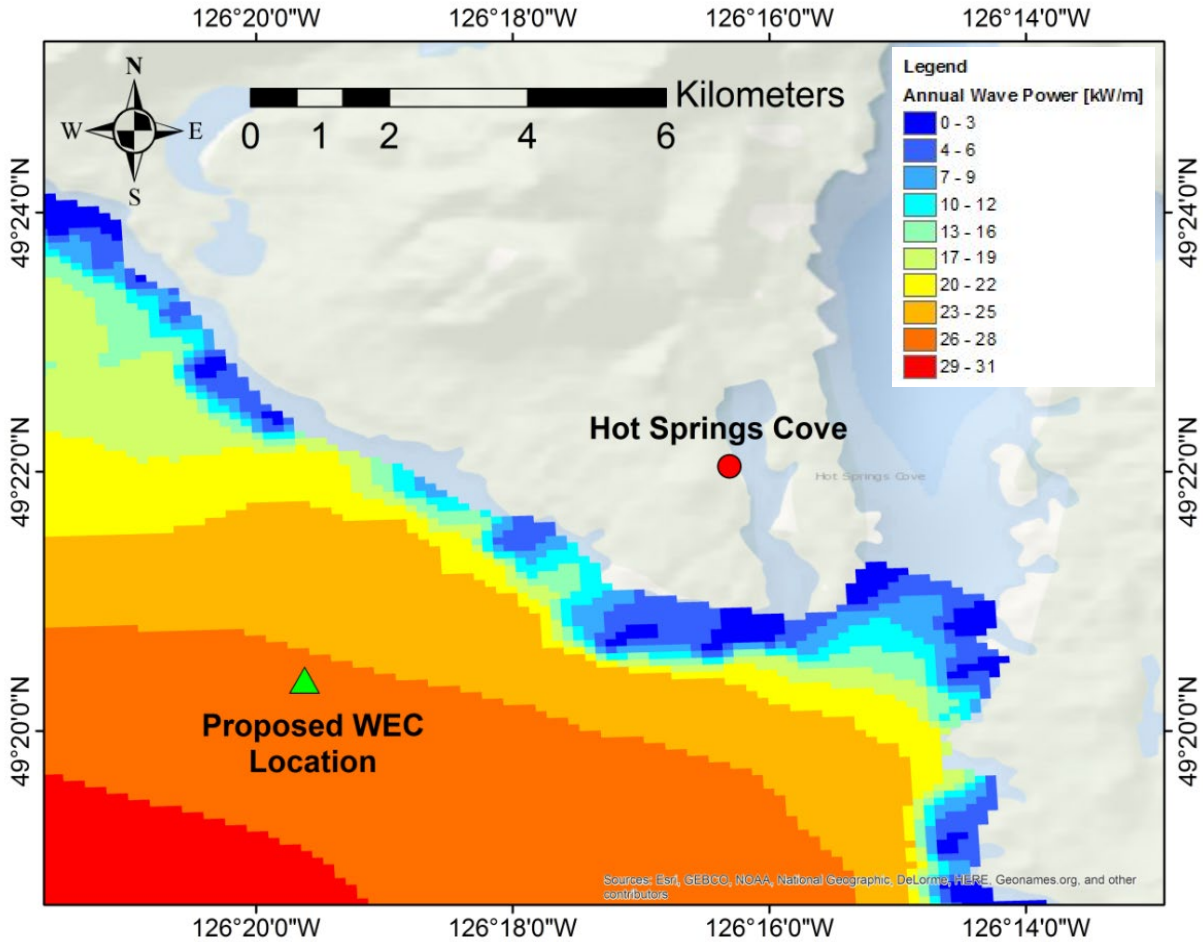 126°20'0"W 126°18'0"W 126°16'0"W 126°14'0"W
N
W E
S
Kilometers
0 1 2 4 6
Legend
Annual Wave Power [kW/m]
0 - 3
4 - 6
7 - 9
10 - 12
13 - 16
17 - 19
20 - 22
23 - 25
26 - 28
29 - 31
49°24'0"N 49°24'0"N
Hot Springs Cove
49°22'0"N 49°22'0"N
Hot Springs Cove
Proposed WEC
Location
49°20'0"N 49°20'0"N
Sources: Esri, GEBCO, NOAA, National Geographic, DeLorme, HERE, Geonames.org, and other
contributors
126°20'0"W 126°18'0"W 126°16'0"W 126°14'0"W